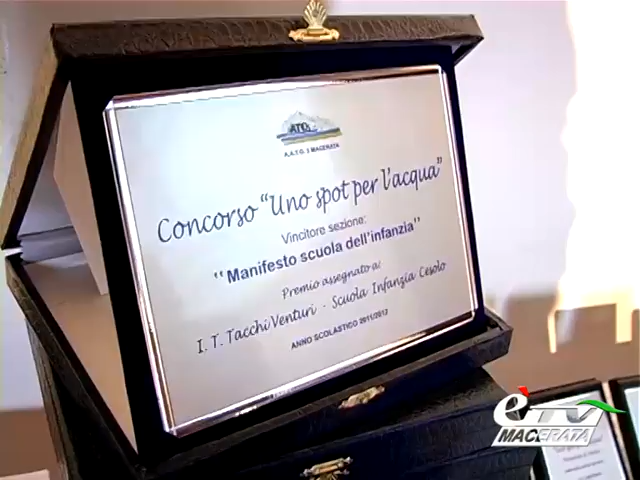 ATO3
A.A.T.O. 3 MACERATA
Concorso "Uno spot per l'acqua"
Vincitore sezione:
"Manifesto scuola dell'infanzia"
Premio assegnato a:
I. T. Tacchi Venturi - Scuola Infanzia Cesolo
ANNO SCOLASTICO 2011/2012
eTV
MACERATA